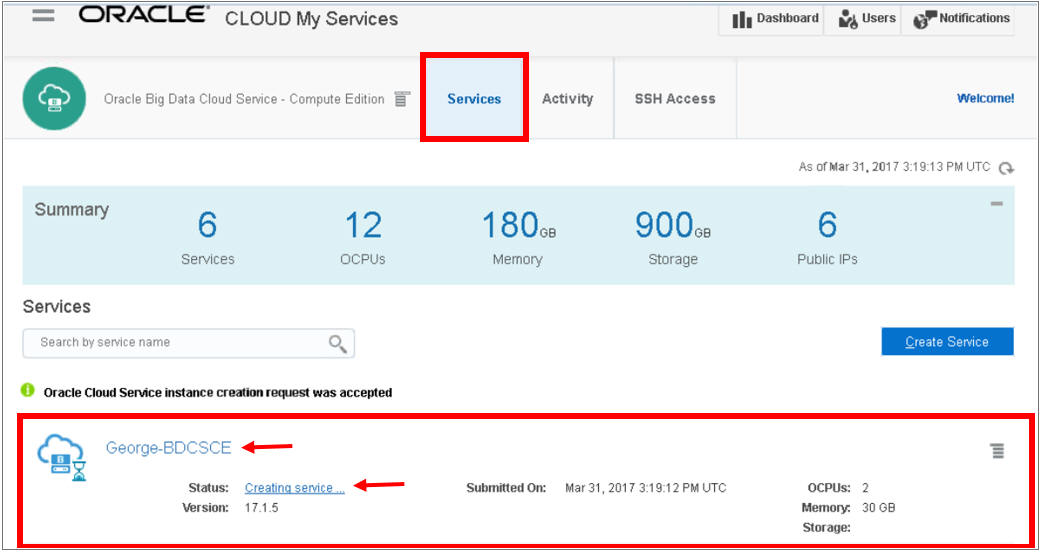 ORACLE CLOUD My Services Dashboard Users Notifications
Oracle Big Data Cloud Service - Compute Edition Services Activity SSH Access Welcome!
As of Mar 31, 2017 3:19:13 PM UTC
Summary
6 12 180 GB 900 GB 6
Services OCPUs Memory Storage Public IPs
Services
Search by service name Create Service
Oracle Cloud Service instance creation request was accepted
George-BDCSCE
Status: Creating service ... Submitted On: Mar 31, 2017 3:19:12 PM UTC OCPUs: 2
Version: 17.1.5 Memory: 30 GB
Storage: